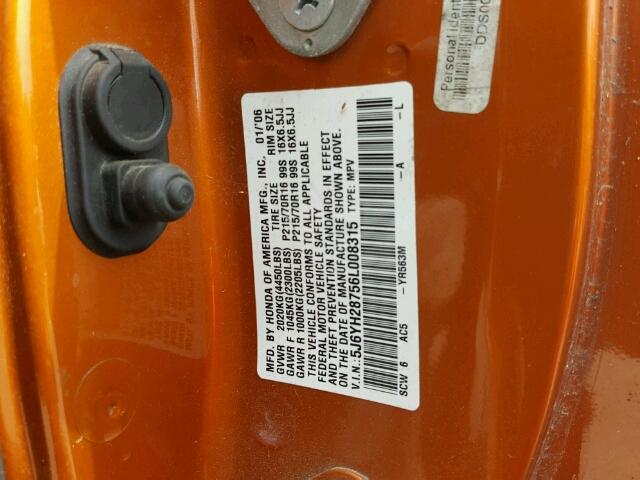 MFD. BY HONDA OF AMERICA MFG., INC. 01/'06
GVWR 2020KG(4450LBS) TIRE SIZE RIM SIZE
GAWR F 1045KG(2300LBS) P215/70R16 99S 16X6.5JJ
GAWR R 1000KG(2205LBS) P215/70R16 99S 16X6.5JJ
THIS VEHICLE CONFORMS TO ALL APPLICABLE
FEDERAL MOTOR VEHICLE SAFETY
AND THEFT PREVENTION STANDARDS IN EFFECT
ON THE DATE OF MANUFACTURE SHOWN ABOVE.
V.I.N.: 5J6YH28756L008315 TYPE: MPV
SCW 6 AC5 -YR563M -A -L
Personal